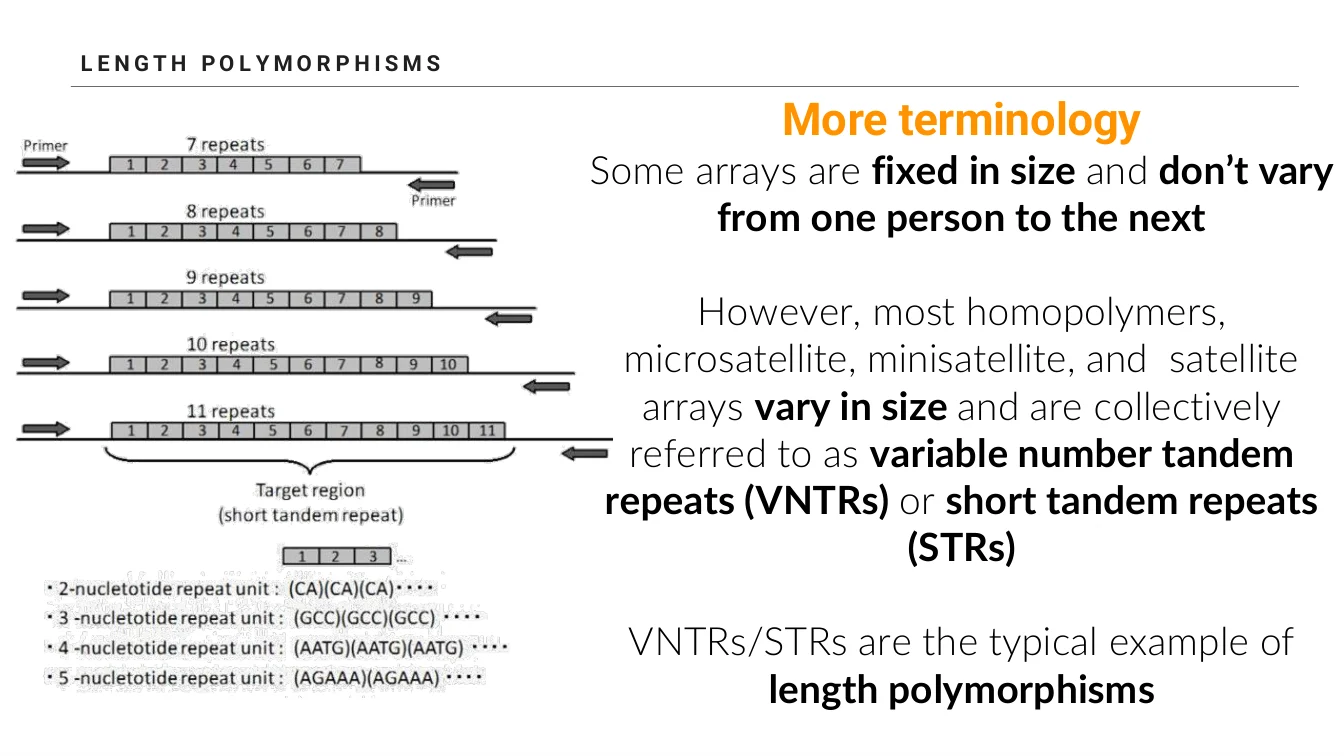 LENGTH POLYMORPHISMS
Primer
7 repeats
1 2 3 4 5 6 7
Primer
8 repeats
1 2 3 4 5 6 7 8
9 repeats
1 2 3 4 5 6 7 8 9
10 repeats
1 2 3 4 5 6 7 8 9 10
11 repeats
1 2 3 4 5 6 7 8 9 10 11
Target region
(short tandem repeat)
1 2 3 ...
· 2-nucletotide repeat unit : (CA)(CA)(CA)····
· 3 -nucletotide repeat unit : (GCC)(GCC)(GCC) ····
· 4 -nucletotide repeat unit : (AATG)(AATG)(AATG) ····
· 5 -nucletotide repeat unit : (AGAAA)(AGAAA) ····
More terminology
Some arrays are fixed in size and don’t vary
from one person to the next
However, most homopolymers,
microsatellite, minisatellite, and satellite
arrays vary in size and are collectively
referred to as variable number tandem
repeats (VNTRs) or short tandem repeats
(STRs)
VNTRs/STRs are the typical example of
length polymorphisms